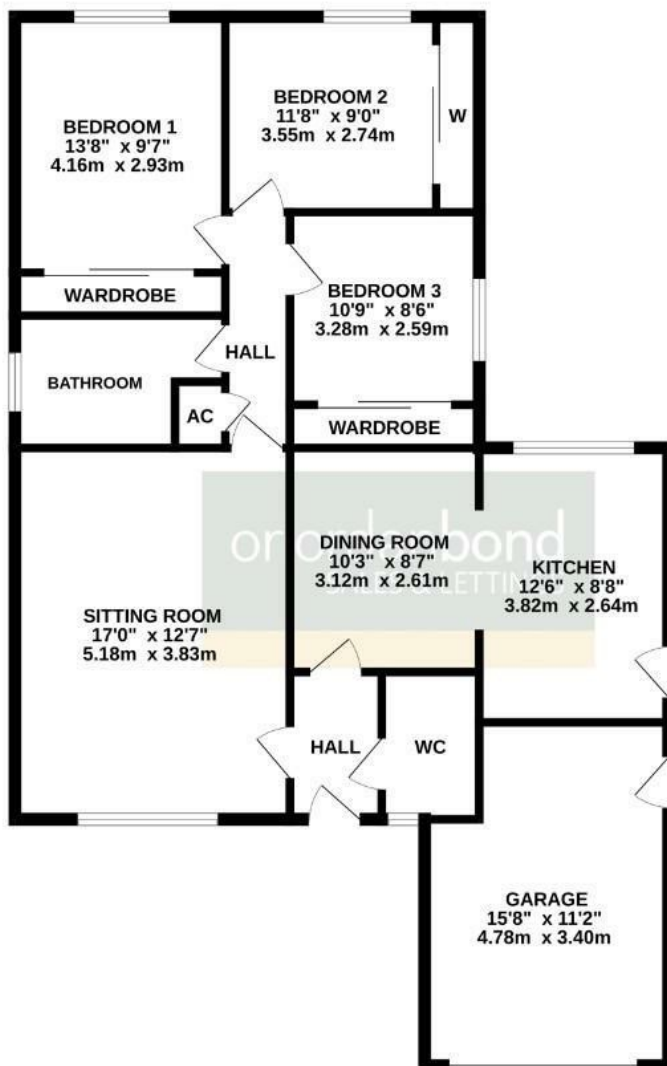 BEDROOM 1
13'8" x 9'7"
4.16m x 2.93m
BEDROOM 2
11'8" x 9'0"
3.55m x 2.74m
W
WARDROBE
BEDROOM 3
10'9" x 8'6"
3.28m x 2.59m
HALL
BATHROOM
AC
WARDROBE
bond
SALES & LETTINGS
DINING ROOM
10'3" x 8'7"
3.12m x 2.61m
KITCHEN
12'6" x 8'8"
3.82m x 2.64m
SITTING ROOM
17'0" x 12'7"
5.18m x 3.83m
HALL
WC
GARAGE
15'8" x 11'2"
4.78m x 3.40m